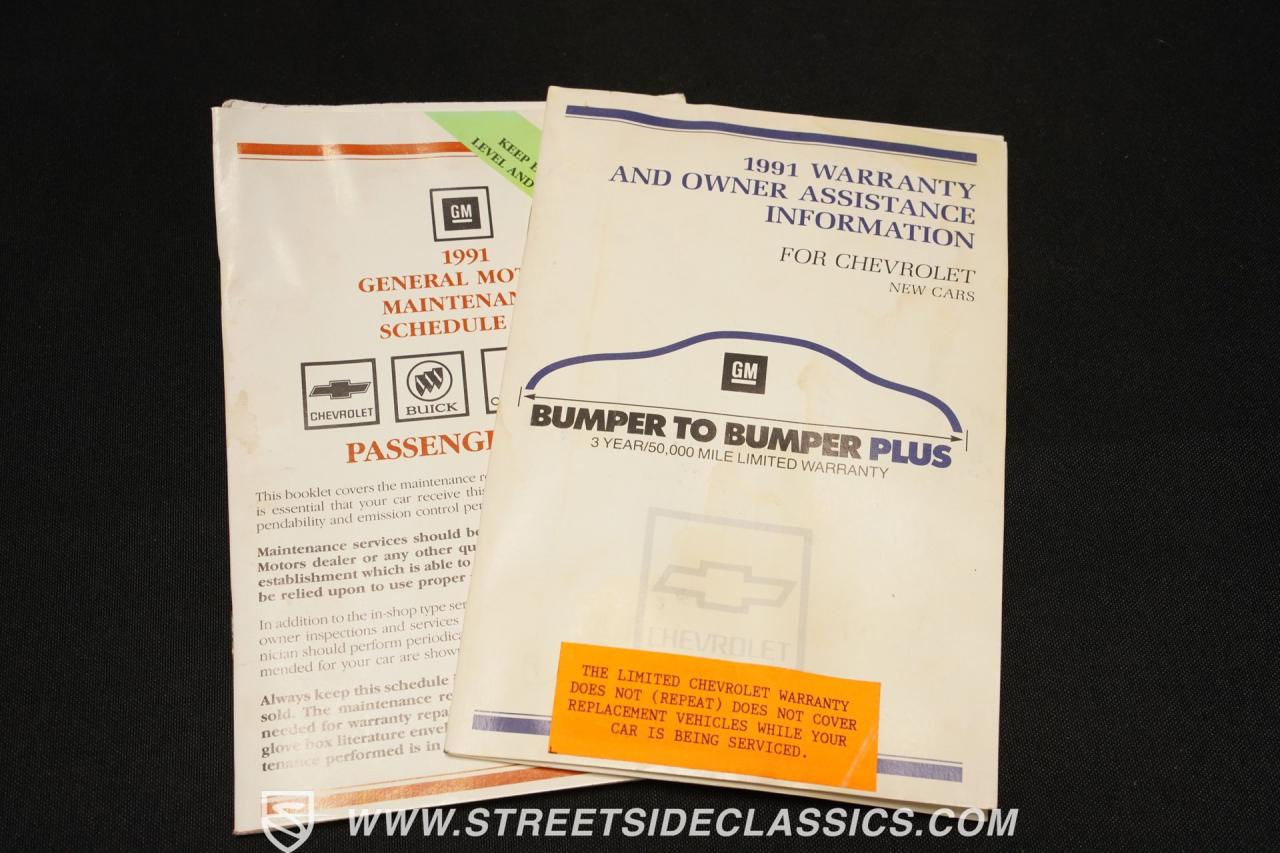 KEEP
LEVEL AND
GM
1991
GENERAL
MAINTENAN
SCHEDULE
CHEVROLET
BUICK
PASSENG
This booklet covers the maintenance
is essential that your car receive this
pendability and emission control
Maintenance services should be
Motors dealer or any other qu
establishment which is able to
be relied upon to use proper
In addition to the in-shop type
owner inspections and services
nician should perform periodica
mended for your car are shown
Always keep this schedule
sold. The maintenance re
needed for warranty repa
glove box literature envel
tenance performed is in
1991 WARRANTY
AND OWNER ASSISTANCE
INFORMATION
FOR CHEVROLET
NEW CARS
GM
BUMPER TO BUMPER PLUS
3 YEAR/50,000 MILE LIMITED WARRANTY
CHEVROLET
THE LIMITED CHEVROLET WARRANTY
DOES NOT (REPEAT) DOES NOT COVER
REPLACEMENT VEHICLES WHILE YOUR
CAR IS BEING SERVICED.
WWW.STREETSIDECLASSICS.COM